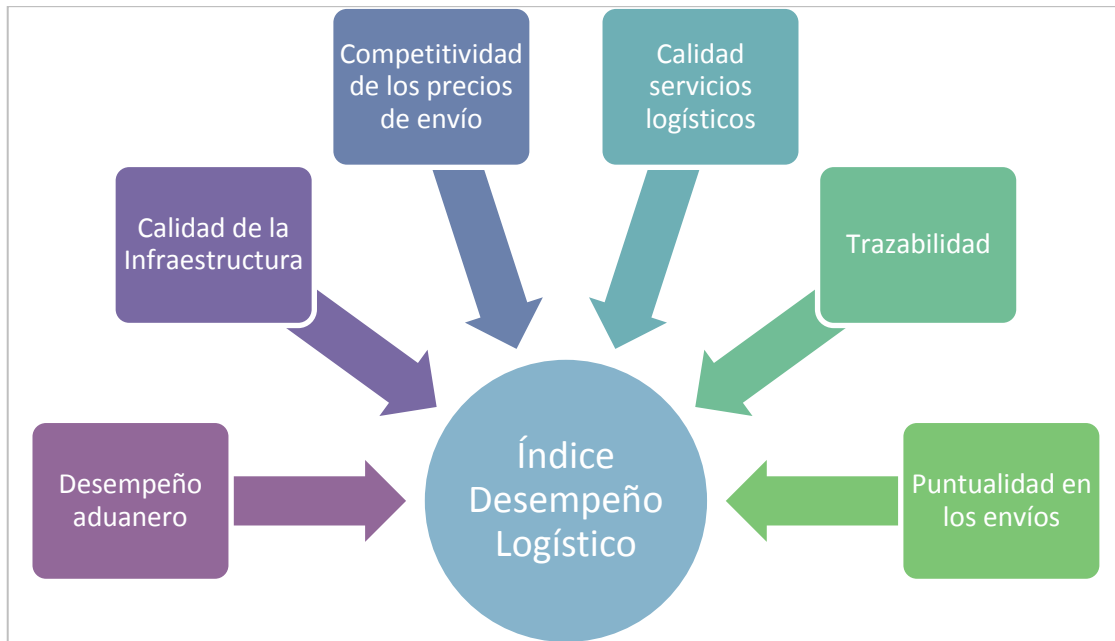 Competitividad
de los precios
de envío
Calidad
servicios
logísticos
Calidad de la
Infraestructura
Trazabilidad
Desempeño
aduanero
Índice
Desempeño
Logístico
Puntualidad en
los envíos